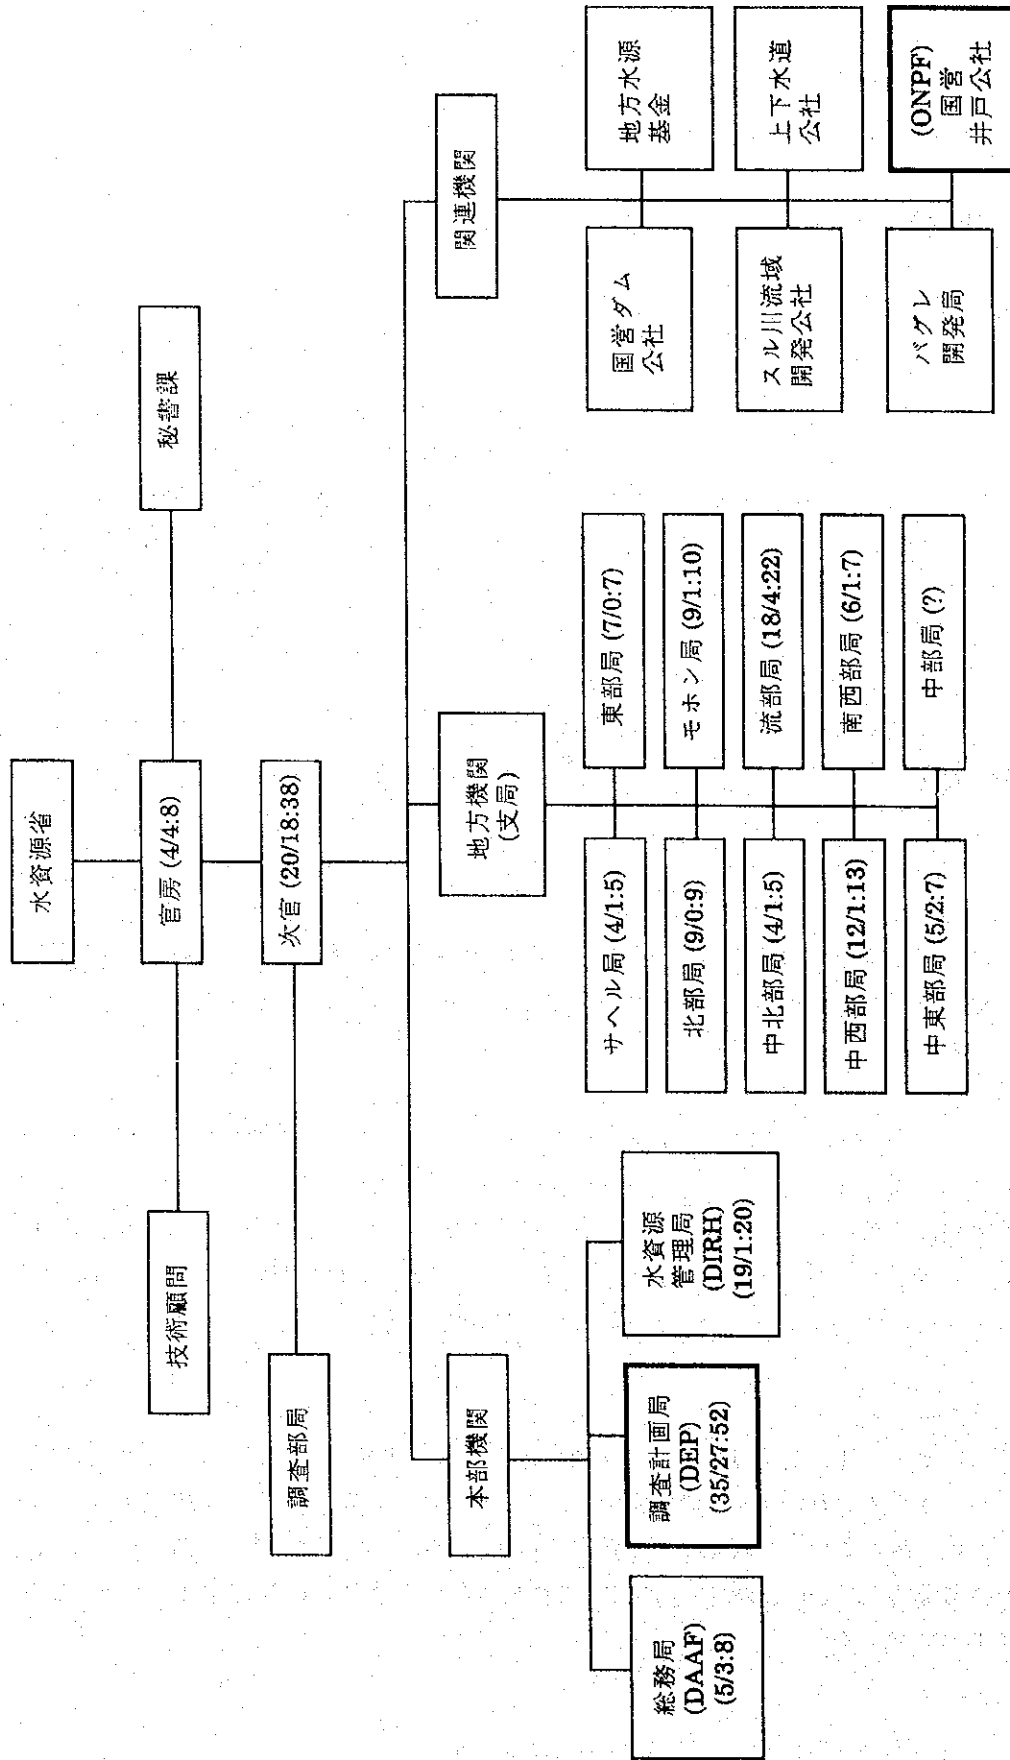 水資源省
官房 (4/4:8)
秘書課
技術顧問
次官 (20/18:38)
調査部局
本部機関
地方機関
(支局)
関連機関
総務局
(DAAF)
(5/3:8)
調査計画局
(DEP)
(35/27:52)
水資源
管理局
(DIRH)
(19/1:20)
サヘル局 (4/1:5)
東部局 (7/0:7)
北部局 (9/0:9)
モホン局 (9/1:10)
中北部局 (4/1:5)
流部局 (18/4:22)
中西部局 (12/1:13)
南西部局 (6/1:7)
中東部局 (5/2:7)
中部局 (?)
国営ダム
公社
地方水源
基金
スル川流域
開発公社
上下水道
公社
バグレ
開発局
(ONPF)
国営
井戸公社